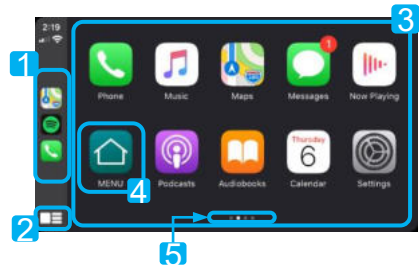 2:19
1
3
1
Phone
Music
Maps
Messages
Now Playing
Thursday
6
MENU
4
Podcasts
Audiobooks
Calendar
Settings
2
5